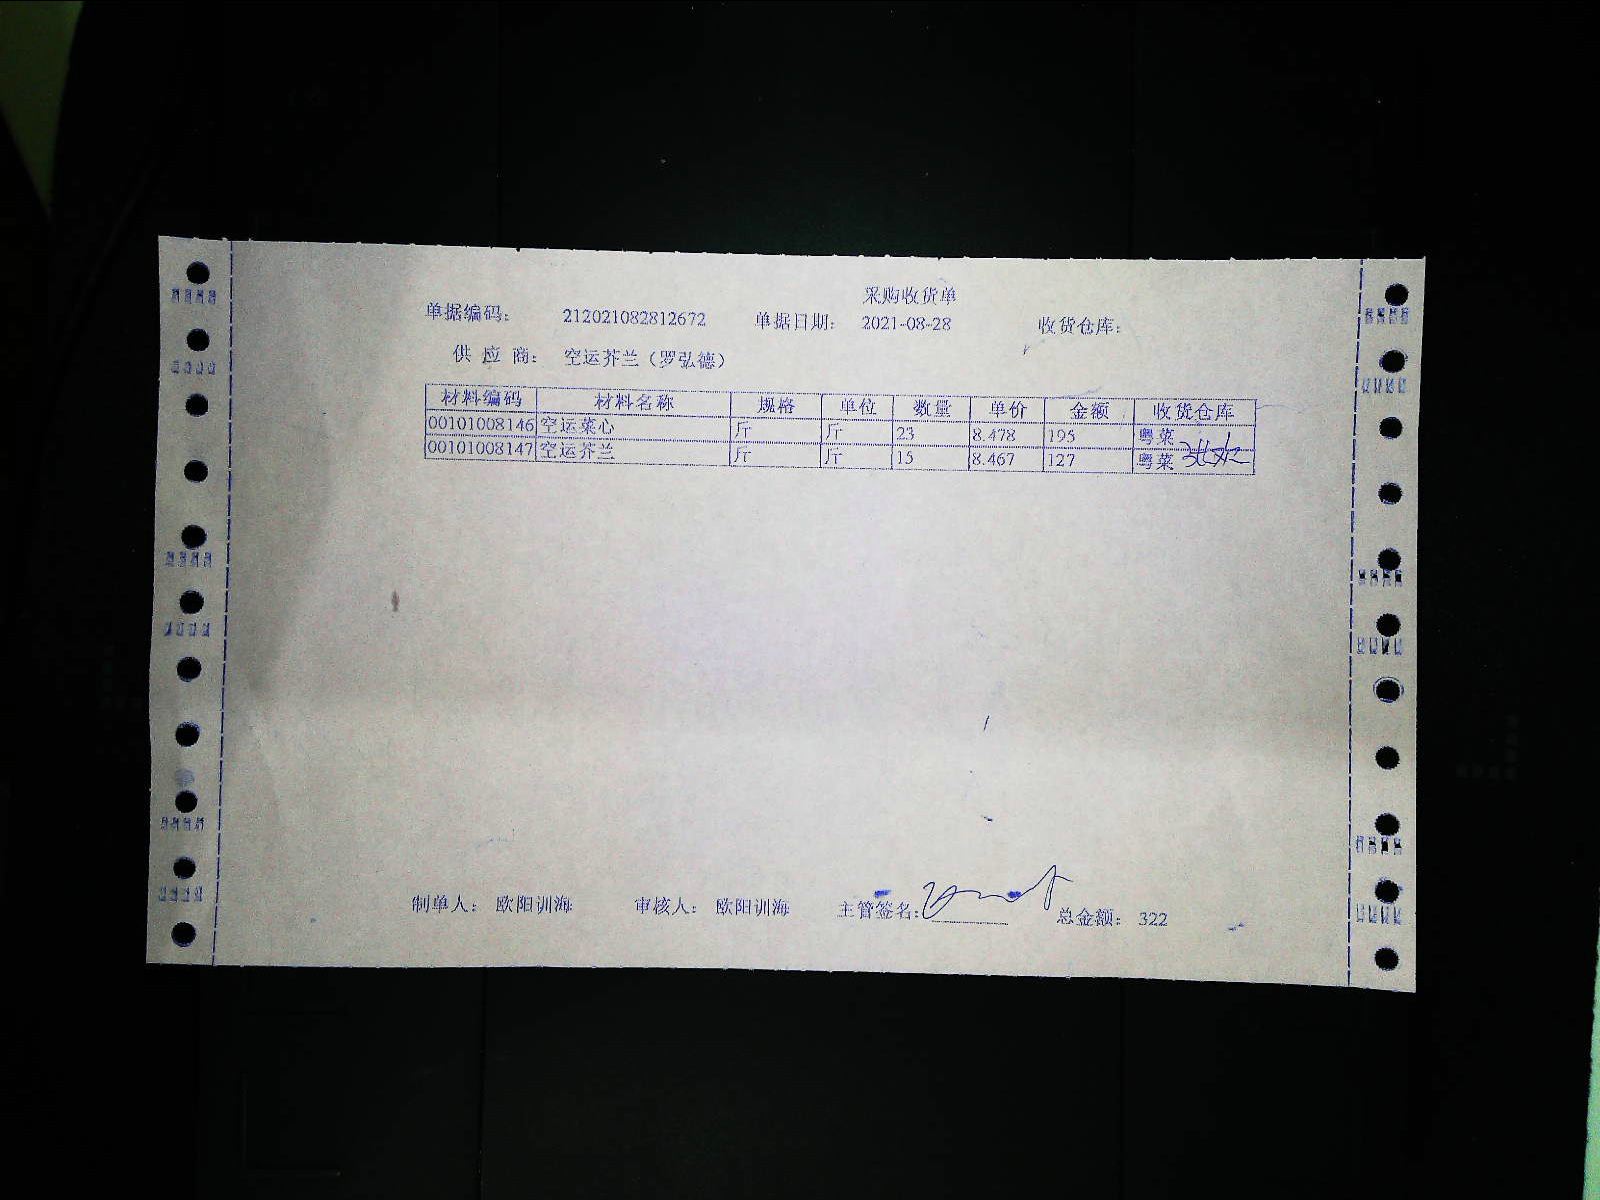 采购收货单
单据编码： 212021082812672 单据日期： 2021-08-28 收货仓库：
供 应 商： 空运芥兰（罗弘德）
材料编码 材料名称 规格 单位 数量 单价 金额 收货仓库
00101008146 空运菜心 斤 斤 23 8.478 195 粤菜
00101008147 空运芥兰 斤 斤 15 8.467 127 粤菜
制单人： 欧阳训海 审核人： 欧阳训海 主管签名： 总金额： 322